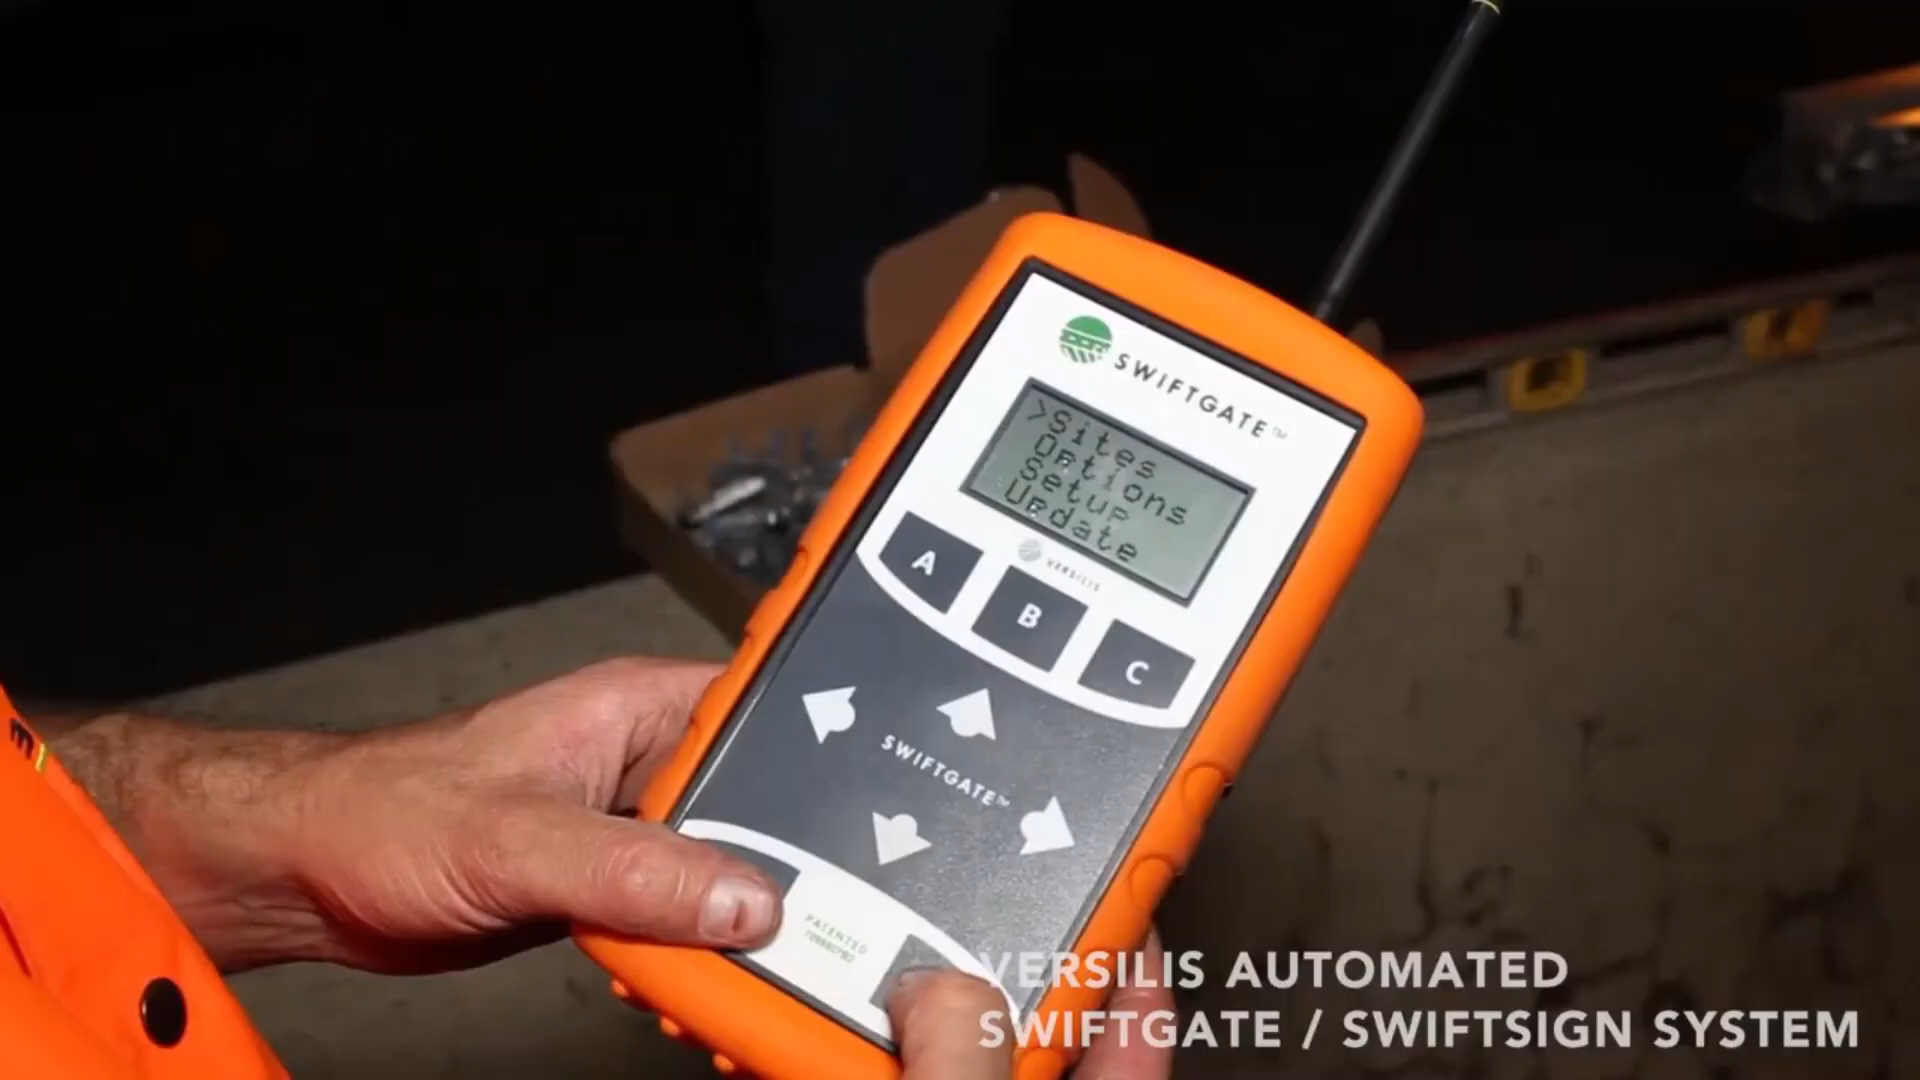 SWIFTGATE™
>Sites
Options
Setup
Update
VERSILIS
A
B
C
SWIFTGATE™
PATENTED
VERSILIS AUTOMATED
SWIFTGATE / SWIFTSIGN SYSTEM